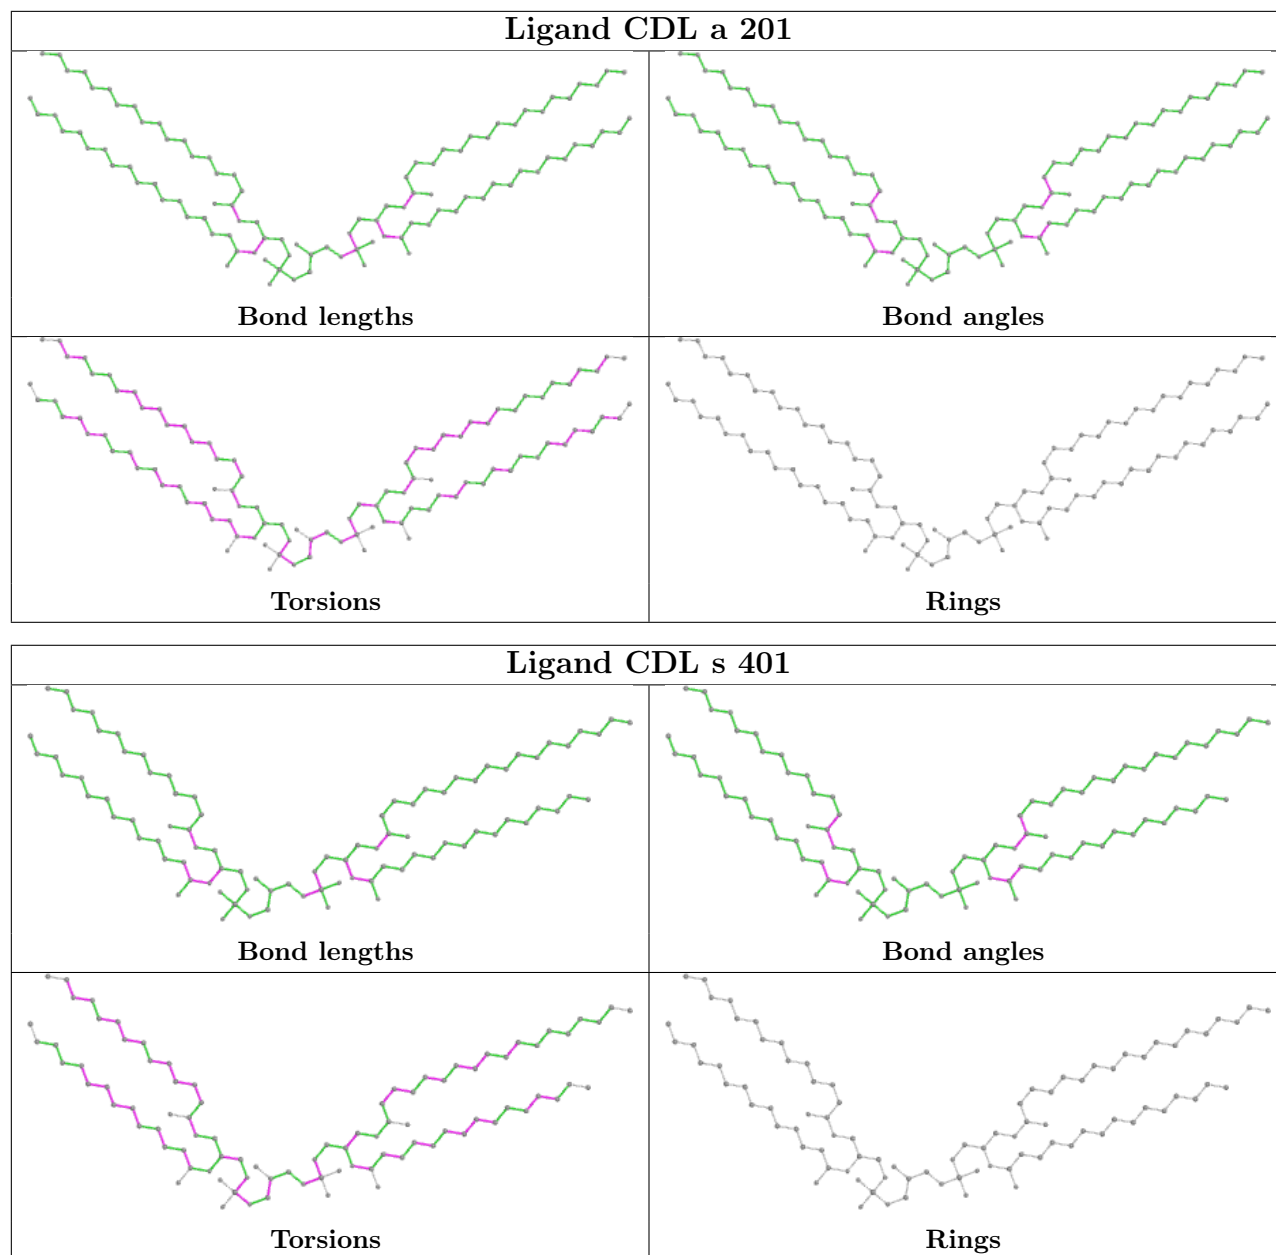 Ligand CDL a 201
Bond lengths
Bond angles
Torsions
Rings
Ligand CDL s 401
Bond lengths
Bond angles
Torsions
Rings